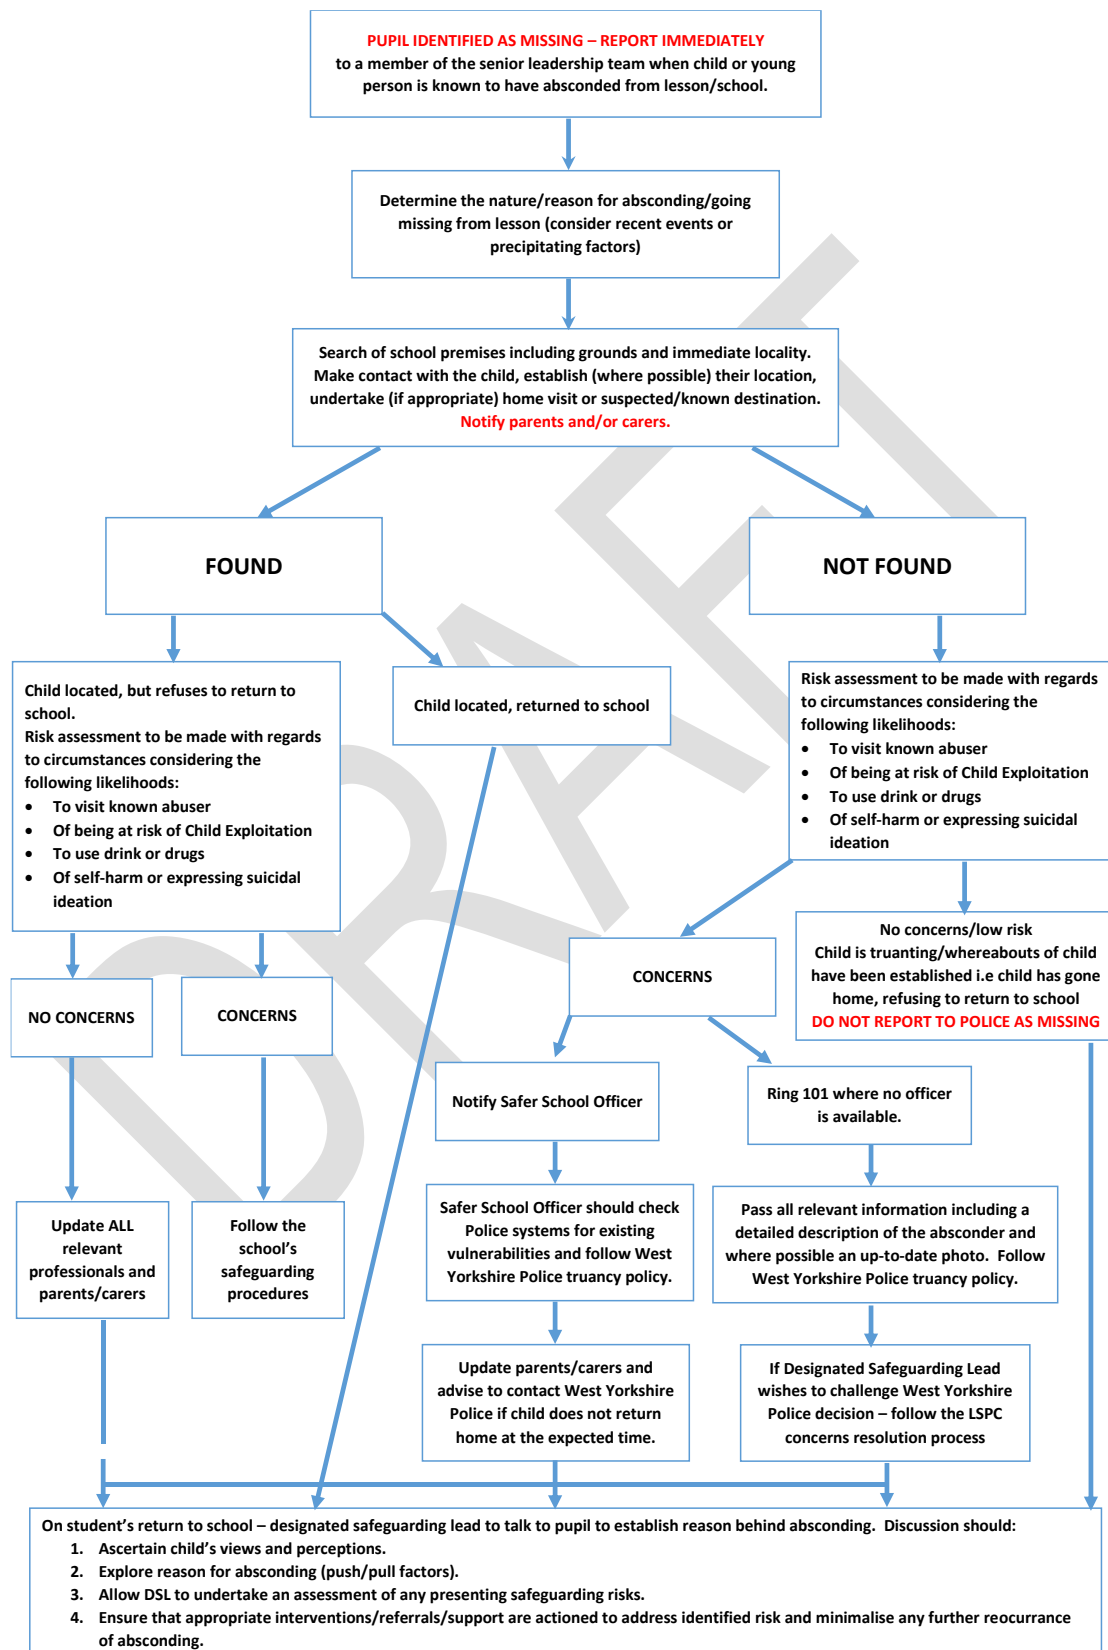 PUPIL IDENTIFIED AS MISSING – REPORT IMMEDIATELY
to a member of the senior leadership team when child or young
person is known to have absconded from lesson/school.
Determine the nature/reason for absconding/going
missing from lesson (consider recent events or
precipitating factors)
Search of school premises including grounds and immediate locality.
Make contact with the child, establish (where possible) their location,
undertake (if appropriate) home visit or suspected/known destination.
Notify parents and/or carers.
FOUND
NOT FOUND
Child located, but refuses to return to
school.
Risk assessment to be made with regards
to circumstances considering the
following likelihoods:
• To visit known abuser
• Of being at risk of Child Exploitation
• To use drink or drugs
• Of self-harm or expressing suicidal
ideation
Child located, returned to school
Risk assessment to be made with regards
to circumstances considering the
following likelihoods:
• To visit known abuser
• Of being at risk of Child Exploitation
• To use drink or drugs
• Of self-harm or expressing suicidal
ideation
NO CONCERNS
CONCERNS
CONCERNS
No concerns/low risk
Child is truanting/whereabouts of child
have been established i.e child has gone
home, refusing to return to school
DO NOT REPORT TO POLICE AS MISSING
Notify Safer School Officer
Ring 101 where no officer
is available.
Update ALL
relevant
professionals and
parents/carers
Follow the
school's
safeguarding
procedures
Safer School Officer should check
Police systems for existing
vulnerabilities and follow West
Yorkshire Police truancy policy.
Pass all relevant information including a
detailed description of the absconder and
where possible an up-to-date photo.  Follow
West Yorkshire Police truancy policy.
Update parents/carers and
advise to contact West Yorkshire
Police if child does not return
home at the expected time.
If Designated Safeguarding Lead
wishes to challenge West Yorkshire
Police decision – follow the LSPC
concerns resolution process
On student's return to school – designated safeguarding lead to talk to pupil to establish reason behind absconding.  Discussion should:
1. Ascertain child's views and perceptions.
2. Explore reason for absconding (push/pull factors).
3. Allow DSL to undertake an assessment of any presenting safeguarding risks.
4. Ensure that appropriate interventions/referrals/support are actioned to address identified risk and minimalise any further reocurrance
of absconding.
DRAFT